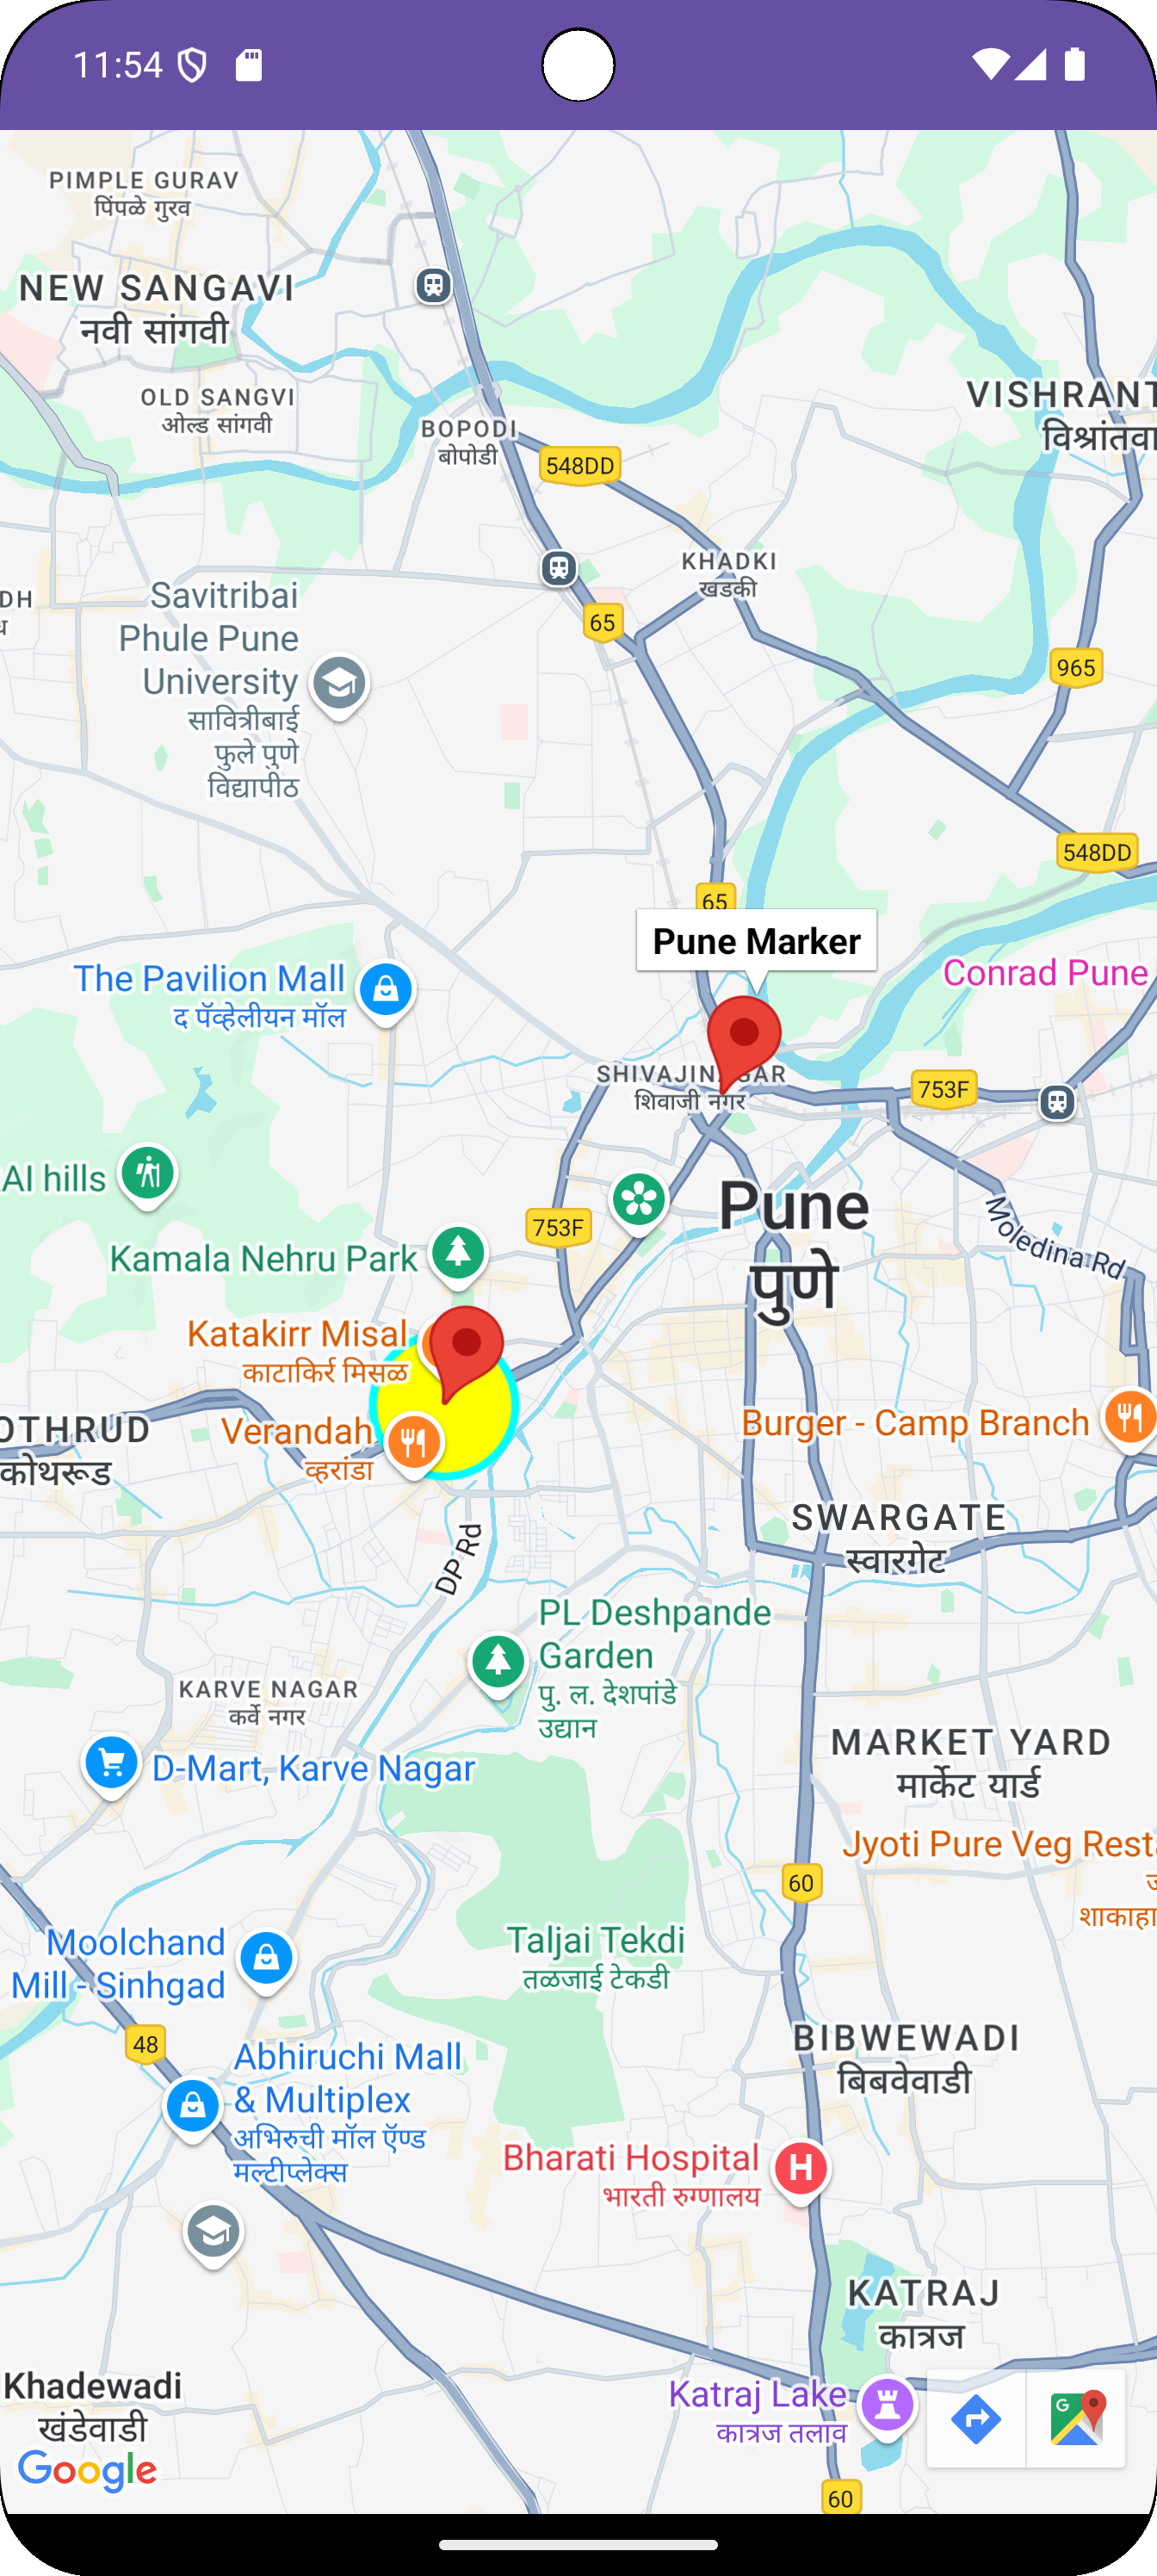 11:54
PIMPLE GURAV
पिंपळे गुरव
NEW SANGAVI
नवी सांगवी
OLD SANGVI
ओल्ड सांगवी
BOPODI
बोपोडी
548DD
VISHRANT
विश्रांतवा
KHADKI
खडकी
DH
65
965
Savitribai
Phule Pune
University
सावित्रीबाई
फुले पुणे
विद्यापीठ
548DD
65
Pune Marker
The Pavilion Mall
द पॅव्हेलीयन मॉल
Conrad Pune
SHIVAJINAGAR
शिवाजी नगर
753F
AI hills
Pune
पुणे
753F
Moledina Rd
Kamala Nehru Park
Katakirr Misal
काटाकिर्र मिसळ
OTHRUD
कोथरूड
Verandah
व्हरांडा
Burger - Camp Branch
SWARGATE
स्वारगेट
DP Rd
PL Deshpande
Garden
पु. ल. देशपांडे
उद्यान
KARVE NAGAR
कर्वे नगर
D-Mart, Karve Nagar
MARKET YARD
मार्केट यार्ड
Jyoti Pure Veg Rest
शाकाहा
60
Moolchand
Mill - Sinhgad
Taljai Tekdi
तळजाई टेकडी
48
BIBWEWADI
बिबवेवाडी
Abhiruchi Mall
& Multiplex
अभिरुची मॉल ऍण्ड
मल्टीप्लेक्स
Bharati Hospital
भारती रुग्णालय
H
KATRAJ
कात्रज
Khadewadi
खंडेवाडी
Katraj Lake
कात्रज तलाव
G
Google
60